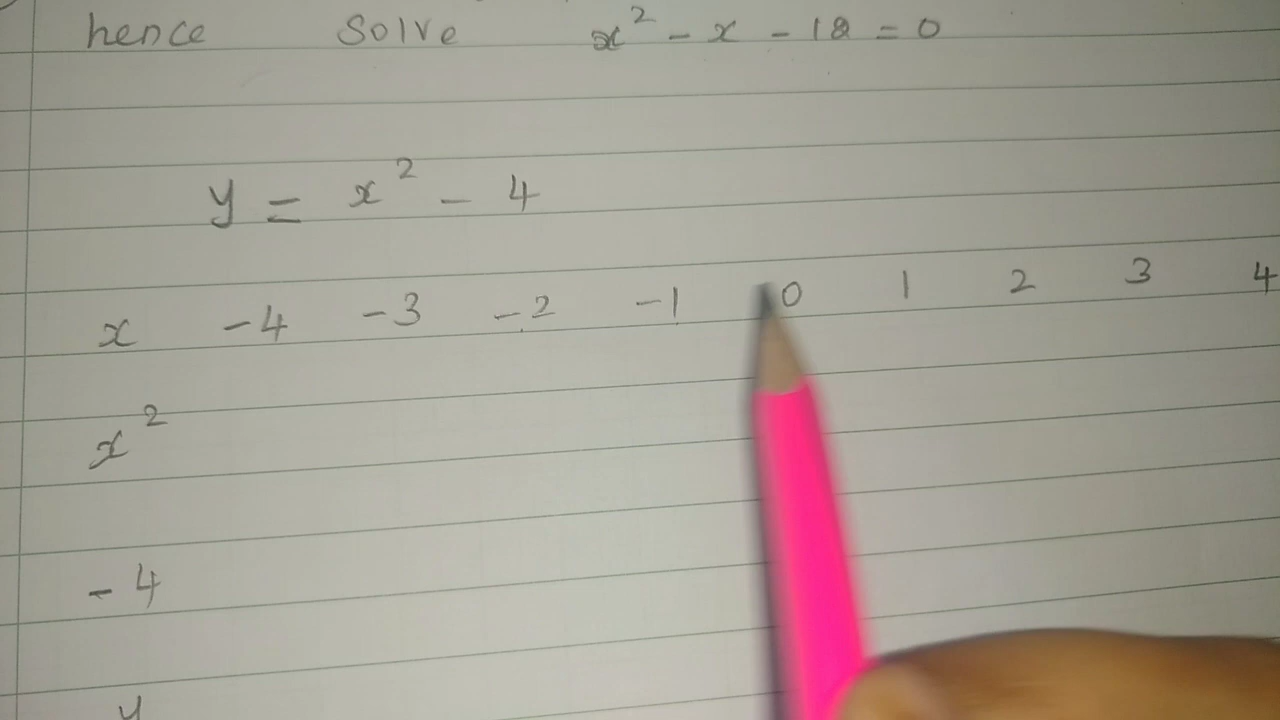 hence solve x² - x - 12 = 0
y = x² - 4
x -4 -3 -2 -1 0 1 2 3 4
x²
-4
y